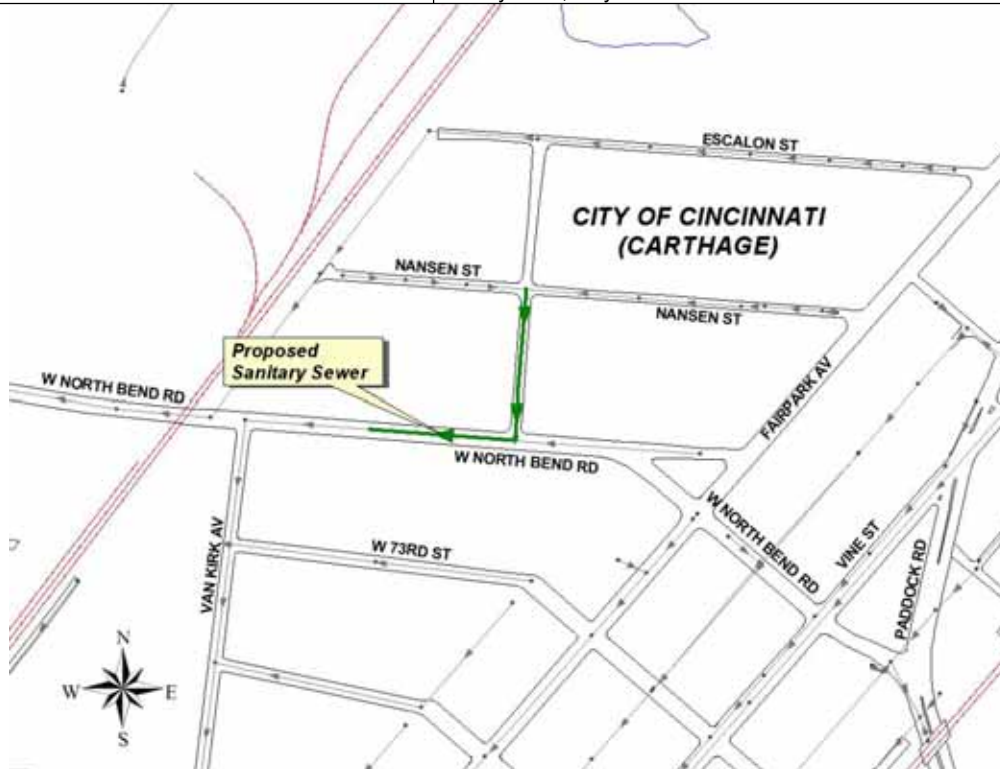 ESCALON ST
CITY OF CINCINNATI
(CARTHAGE)
NANSEN ST
NANSEN ST
Proposed
Sanitary Sewer
W NORTH BEND RD
FAIRPARK AV
W NORTH BEND RD
W NORTH BEND RD
VINE ST
W 73RD ST
VAN KIRK AV
PADDOCK RD
N
W E
S